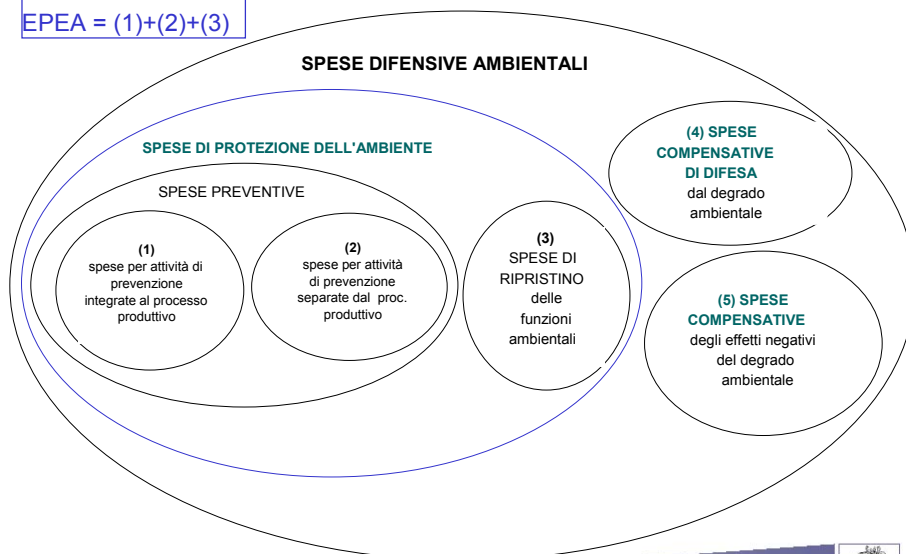 EPEA = (1)+(2)+(3)
SPESE DIFENSIVE AMBIENTALI
SPESE DI PROTEZIONE DELL'AMBIENTE
SPESE PREVENTIVE
(1)
spese per attività di
prevenzione
integrate al processo
produttivo
(2)
spese per attività
di prevenzione
separate dal proc.
produttivo
(3)
SPESE DI
RIPRISTINO
delle
funzioni
ambientali
(4) SPESE
COMPENSATIVE
DI DIFESA
dal degrado
ambientale
(5) SPESE
COMPENSATIVE
degli effetti negativi
del degrado
ambientale